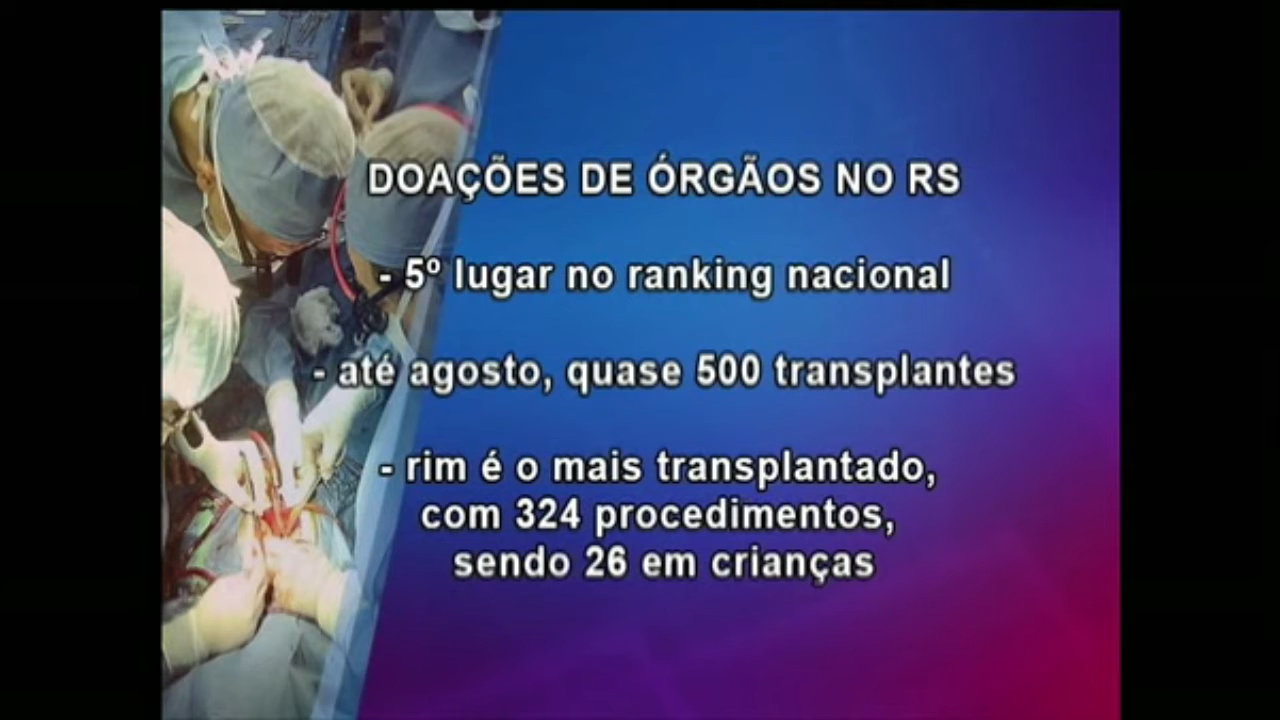 DOAÇÕES DE ÓRGÃOS NO RS
- 5º lugar no ranking nacional
- até agosto, quase 500 transplantes
- rim é o mais transplantado,
com 324 procedimentos,
sendo 26 em crianças